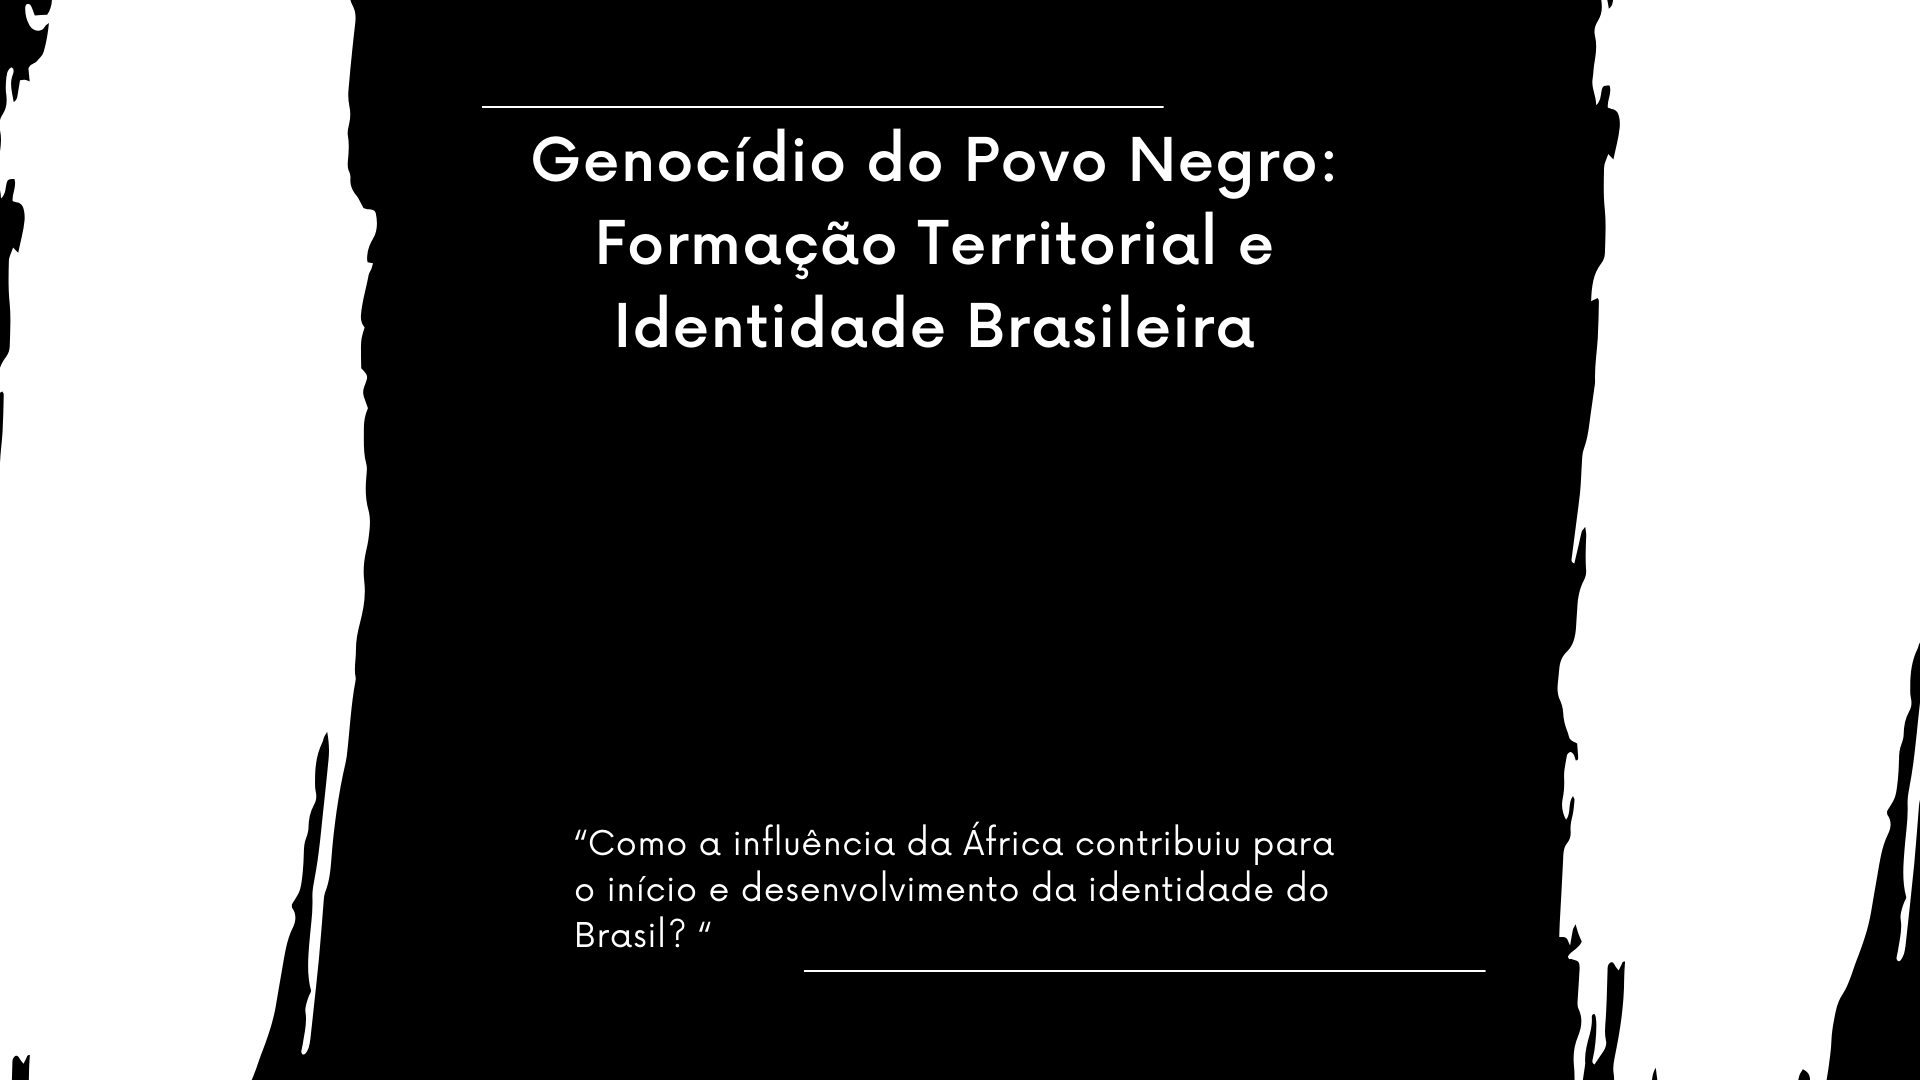 Genocídio do Povo Negro:
Formação Territorial e
Identidade Brasileira
“Como a influência da África contribuiu para
o início e desenvolvimento da identidade do
Brasil? “